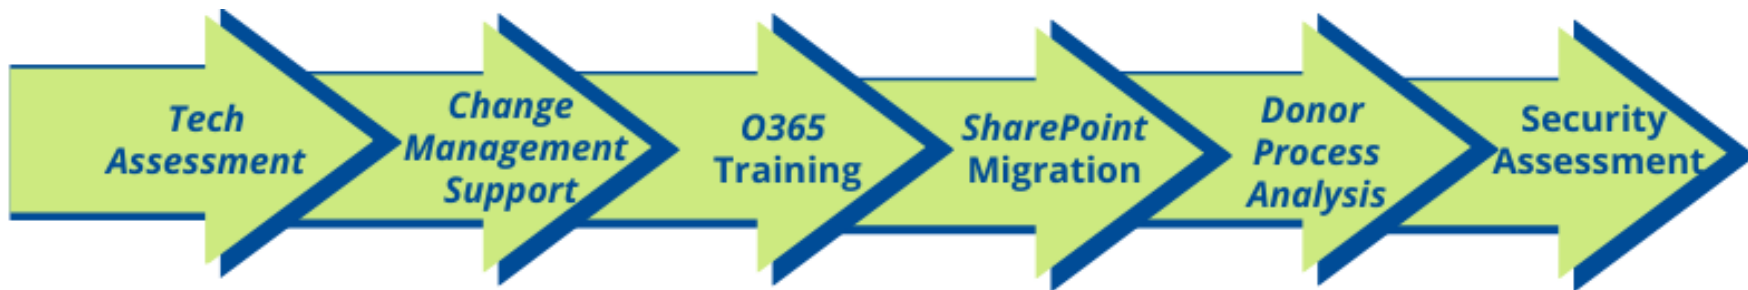 Tech
Assessment
Change
Management
Support
O365
Training
SharePoint
Migration
Donor
Process
Analysis
Security
Assessment